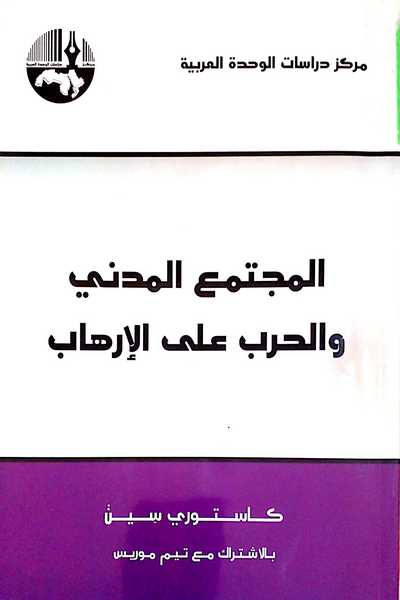 مركز دراسات الوحدة العربية
المجتمع المدني
والحرب على الإرهاب
كاستوري سين
بالاشتراك مع تيم موريس